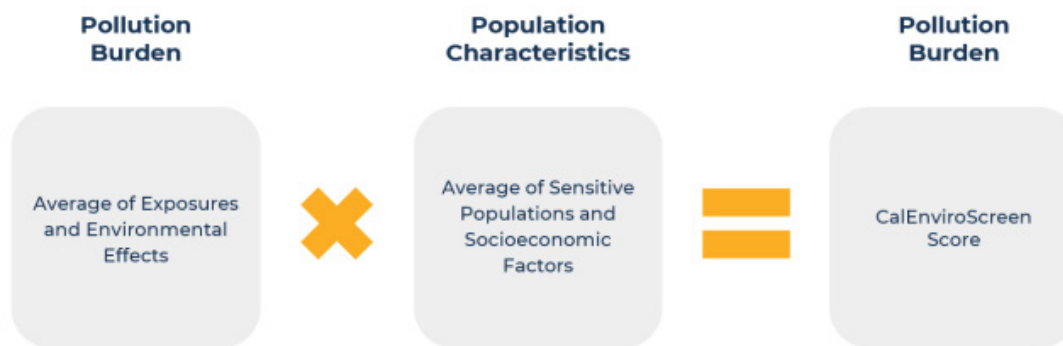 Pollution
Burden
Population
Characteristics
Pollution
Burden
Average of Exposures
and Environmental
Effects
Average of Sensitive
Populations and
Socioeconomic
Factors
CalEnviroScreen
Score